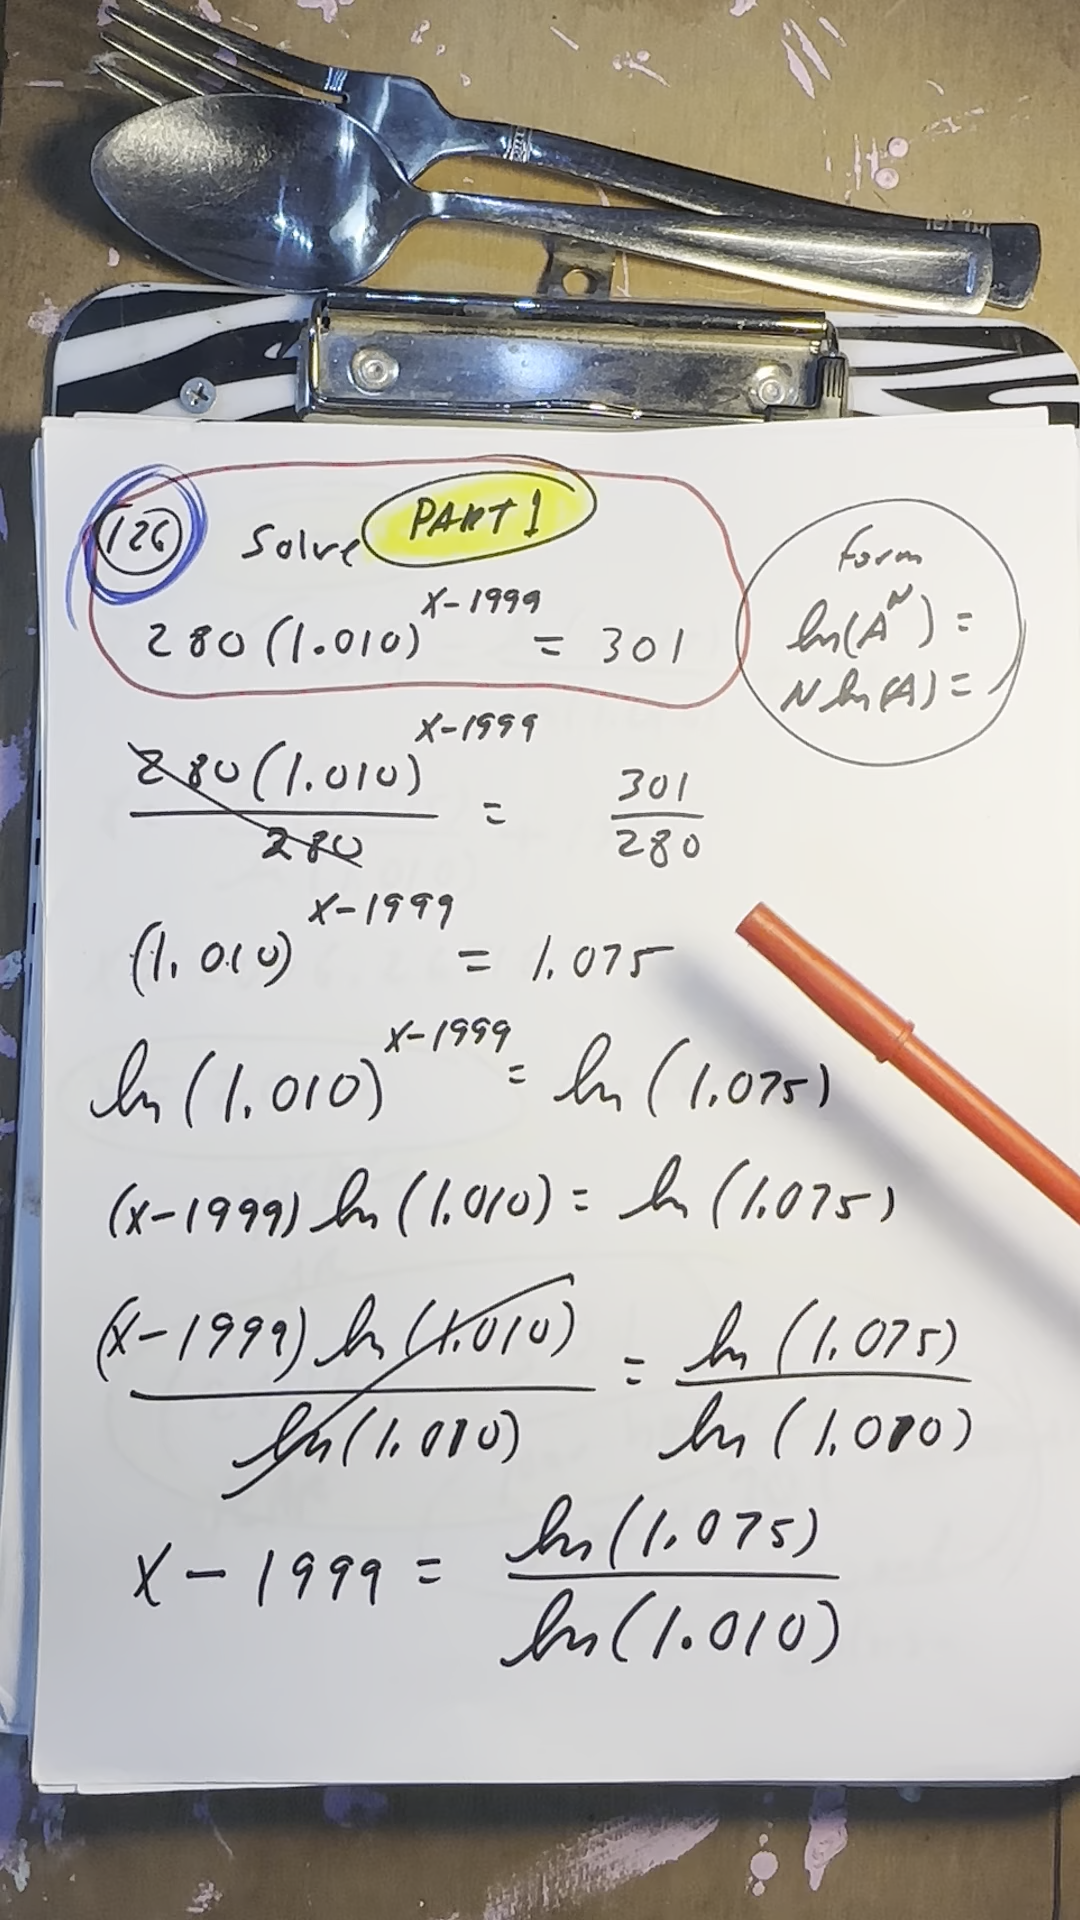 126 Solve PART 1
280(1.010)^x-1999 = 301
Form
ln(A^N) =
N ln(A) =
280(1.010)^x-1999 / 280 = 301 / 280
(1.010)^x-1999 = 1.075
ln(1.010)^x-1999 = ln(1.075)
(x-1999) ln(1.010) = ln(1.075)
(x-1999) ln(1.010) / ln(1.010) = ln(1.075) / ln(1.010)
x - 1999 = ln(1.075) / ln(1.010)